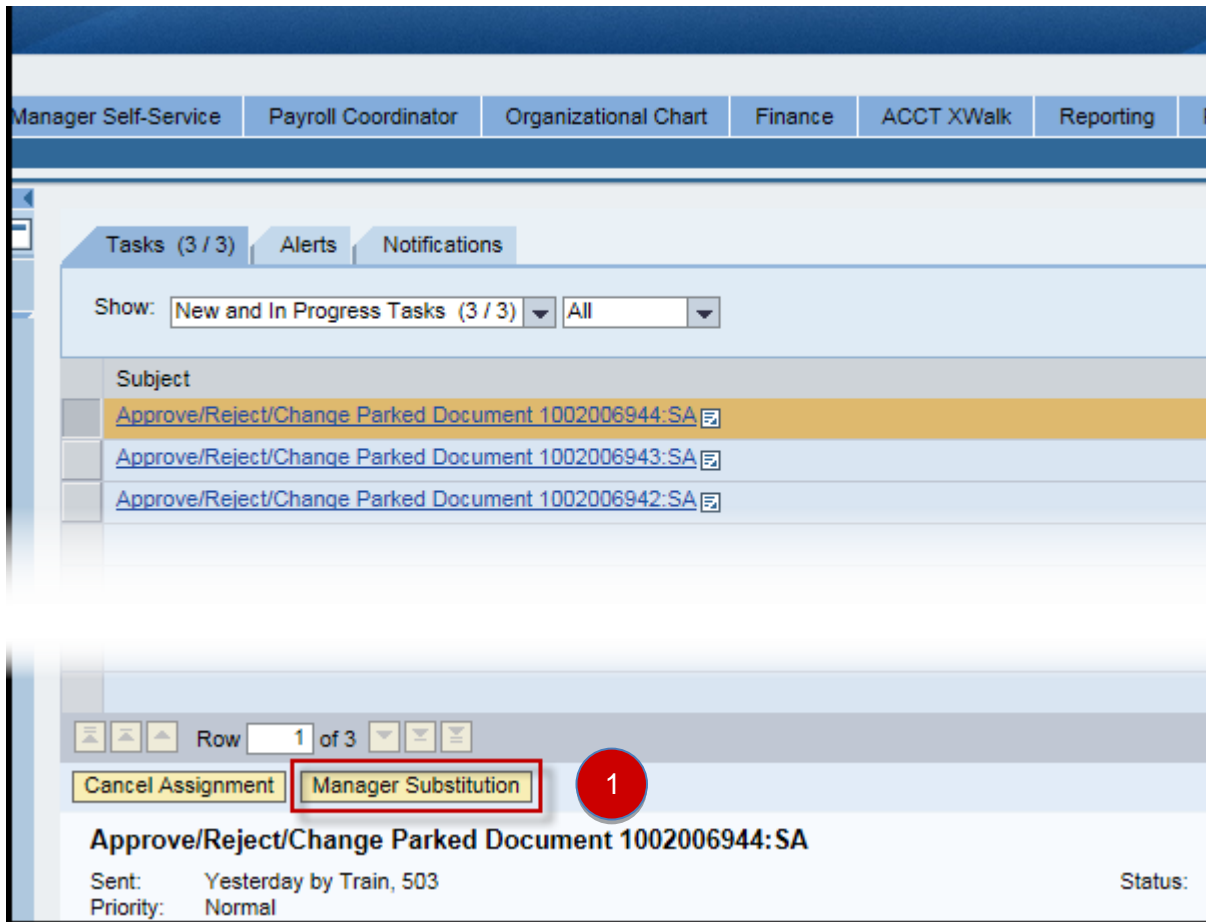 Manager Self-Service Payroll Coordinator Organizational Chart Finance ACCT XWalk Reporting
Tasks (3 / 3) Alerts Notifications
Show: New and In Progress Tasks (3 / 3) All
Subject
Approve/Reject/Change Parked Document 1002006944:SA
Approve/Reject/Change Parked Document 1002006943:SA
Approve/Reject/Change Parked Document 1002006942:SA
Row 1 of 3
Cancel Assignment Manager Substitution 1
Approve/Reject/Change Parked Document 1002006944:SA
Sent: Yesterday by Train, 503 Status:
Priority: Normal